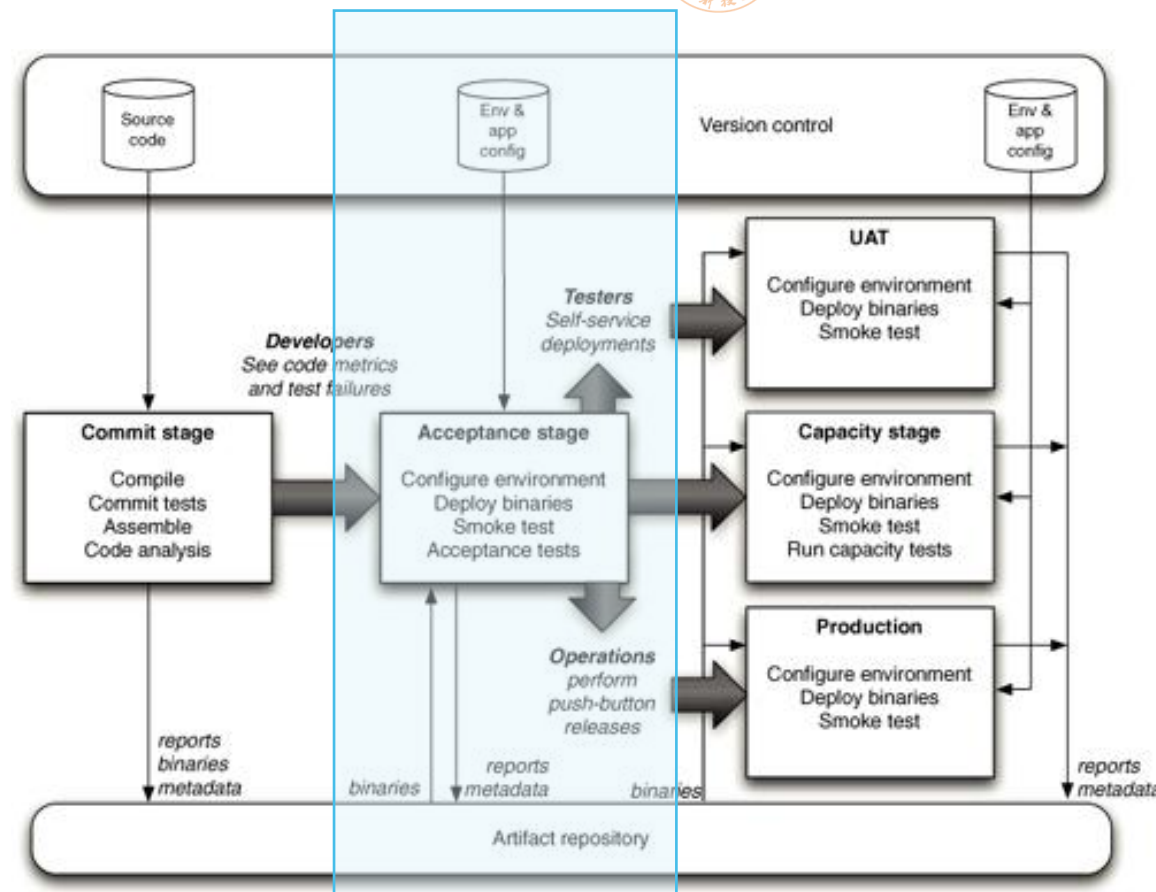 Source
code
Env &
app
config
Version control
Env &
app
config
UAT
Configure environment
Deploy binaries
Smoke test
Testers
Self-service
deployments
Developers
See code metrics
and test failures
Commit stage
Compile
Commit tests
Assemble
Code analysis
Acceptance stage
Configure environment
Deploy binaries
Smoke test
Acceptance tests
Capacity stage
Configure environment
Deploy binaries
Smoke test
Run capacity tests
Operations
perform
push-button
releases
Production
Configure environment
Deploy binaries
Smoke test
reports
binaries
metadata
binaries
reports
metadata
binaries
reports
metadata
Artifact repository